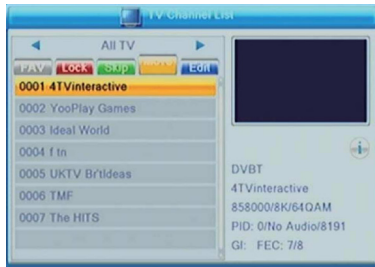 TV Channel List
All TV
FAV Lock Skip Move Edit
0001 4TVinteractive
0002 YooPlay Games
0003 Ideal World
0004 f tn
0005 UKTV Br'tIdeas
0006 TMF
0007 The HITS
DVBT
4TVinteractive
858000/8K/64QAM
PID: 0/No Audio/8191
GI: FEC: 7/8